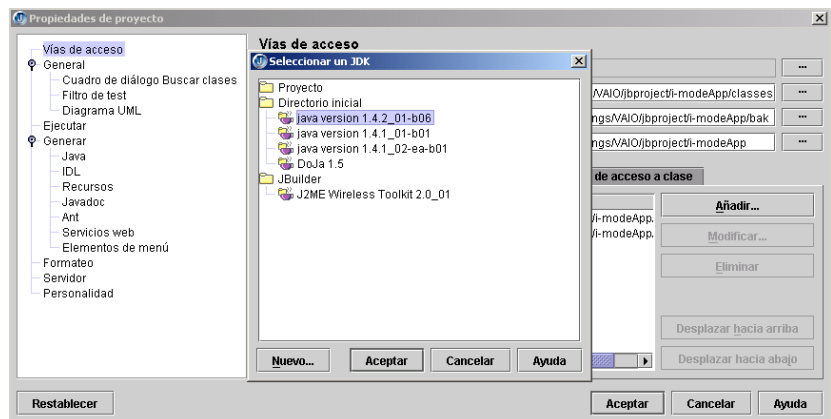 Propiedades de proyecto
Vías de acceso
General
Cuadro de diálogo Buscar clases
Filtro de test
Diagrama UML
Ejecutar
Generar
Java
IDL
Recursos
Javadoc
Ant
Servicios web
Elementos de menú
Formateo
Servidor
Personalidad
Vías de acceso
Seleccionar un JDK
Proyecto
Directorio inicial
java version 1.4.2_01-b06
java version 1.4.1_01-b01
java version 1.4.1_02-ea-b01
DoJa 1.5
JBuilder
J2ME Wireless Toolkit 2.0_01
Nuevo... Aceptar Cancelar Ayuda
...
/VAIO/jbproject/i-modeApp/classes ...
ngs/VAIO/jbproject/i-modeApp/bak ...
ngs/VAIO/jbproject/i-modeApp ...
de acceso a clase
/i-modeApp.
/i-modeApp.
Añadir...
Modificar...
Eliminar
Desplazar hacia arriba
Desplazar hacia abajo
Restablecer Aceptar Cancelar Ayuda